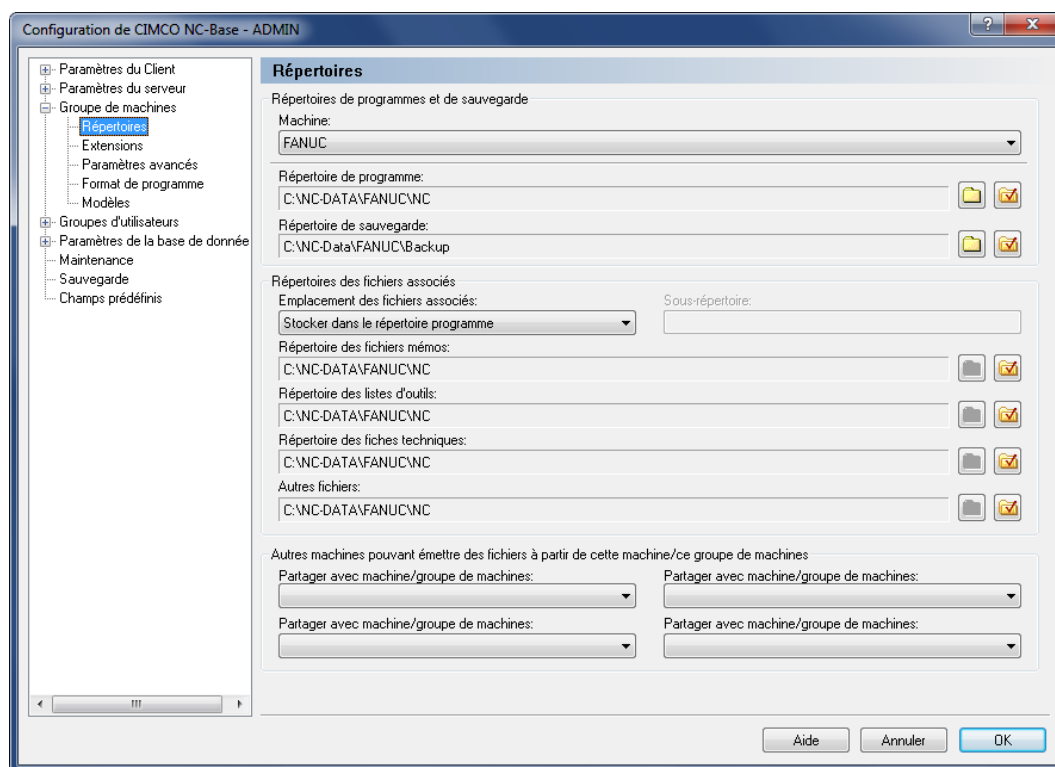 Configuration de CIMCO NC-Base - ADMIN
Paramètres du Client
Paramètres du serveur
Groupe de machines
Répertoires
Extensions
Paramètres avancés
Format de programme
Modèles
Groupes d'utilisateurs
Paramètres de la base de donnée
Maintenance
Sauvegarde
Champs prédéfinis
Répertoires
Répertoires de programmes et de sauvegarde
Machine:
FANUC
Répertoire de programme:
C:\NC-DATA\FANUC\NC
Répertoire de sauvegarde:
C:\NC-Data\FANUC\Backup
Répertoires des fichiers associés
Emplacement des fichiers associés: Sous-répertoire:
Stocker dans le répertoire programme
Répertoire des fichiers mémos:
C:\NC-DATA\FANUC\NC
Répertoire des listes d'outils:
C:\NC-DATA\FANUC\NC
Répertoire des fiches techniques:
C:\NC-DATA\FANUC\NC
Autres fichiers:
C:\NC-DATA\FANUC\NC
Autres machines pouvant émettre des fichiers à partir de cette machine/ce groupe de machines
Partager avec machine/groupe de machines: Partager avec machine/groupe de machines:
Partager avec machine/groupe de machines: Partager avec machine/groupe de machines:
Aide Annuler OK